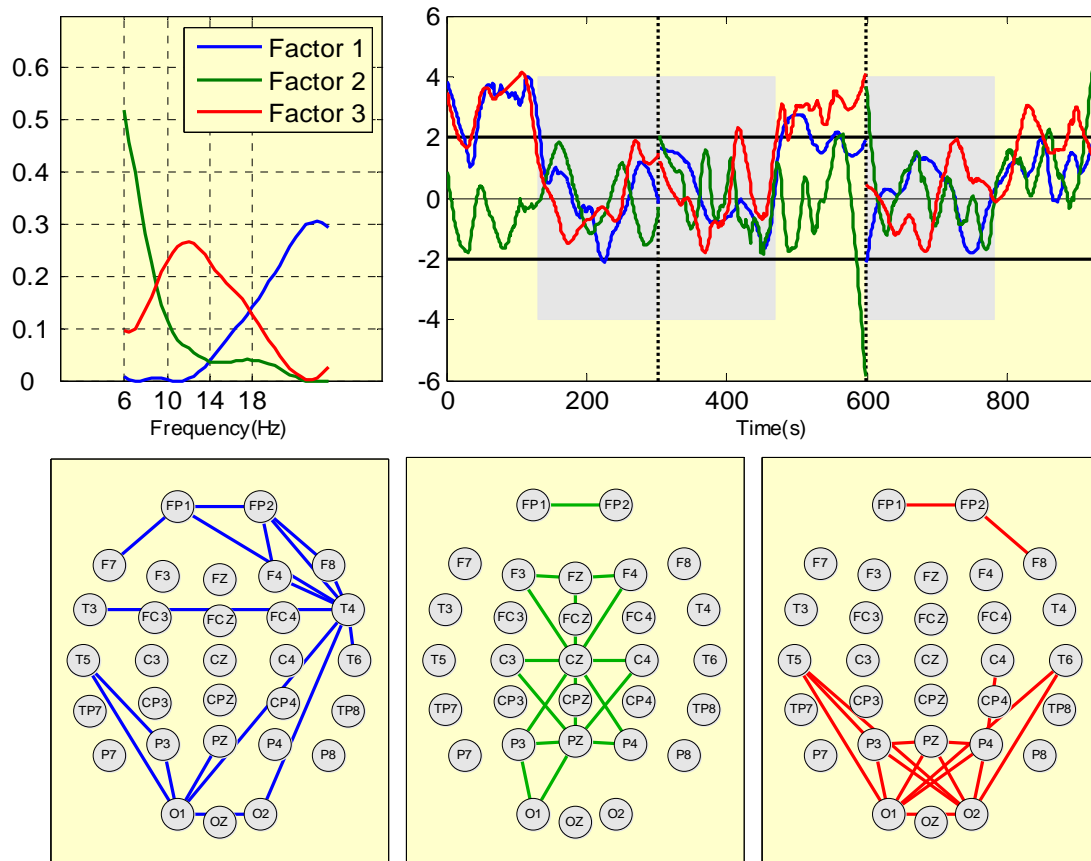 0.6
0.5
0.4
0.3
0.2
0.1
0
6 10 14 18
Frequency(Hz)
Factor 1
Factor 2
Factor 3
6
4
2
0
-2
-4
-6
0 200 400 600 800
Time(s)
FP1 FP2
F7 F3 FZ F4 F8
T3 FC3 FCZ FC4 T4
T5 C3 CZ C4 T6
TP7 CP3 CPZ CP4 TP8
P7 P3 PZ P4 P8
O1 OZ O2
FP1 FP2
F7 F3 FZ F4 F8
T3 FC3 FCZ FC4 T4
T5 C3 CZ C4 T6
TP7 CP3 CPZ CP4 TP8
P7 P3 PZ P4 P8
O1 OZ O2
FP1 FP2
F7 F3 FZ F4 F8
T3 FC3 FCZ FC4 T4
T5 C3 CZ C4 T6
TP7 CP3 CPZ CP4 TP8
P7 P3 PZ P4 P8
O1 OZ O2